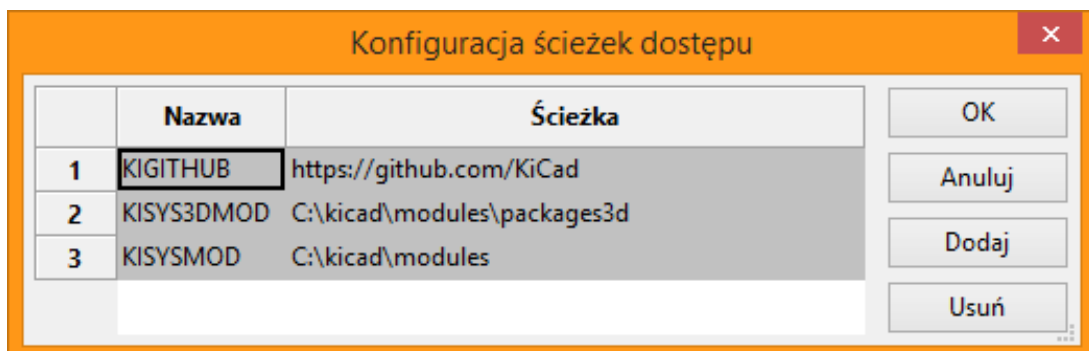 Konfiguracja ścieżek dostępu
Nazwa Ścieżka
1 KIGITHUB https://github.com/KiCad
2 KISYS3DMOD C:\kicad\modules\packages3d
3 KISYSMOD C:\kicad\modules
OK
Anuluj
Dodaj
Usuń